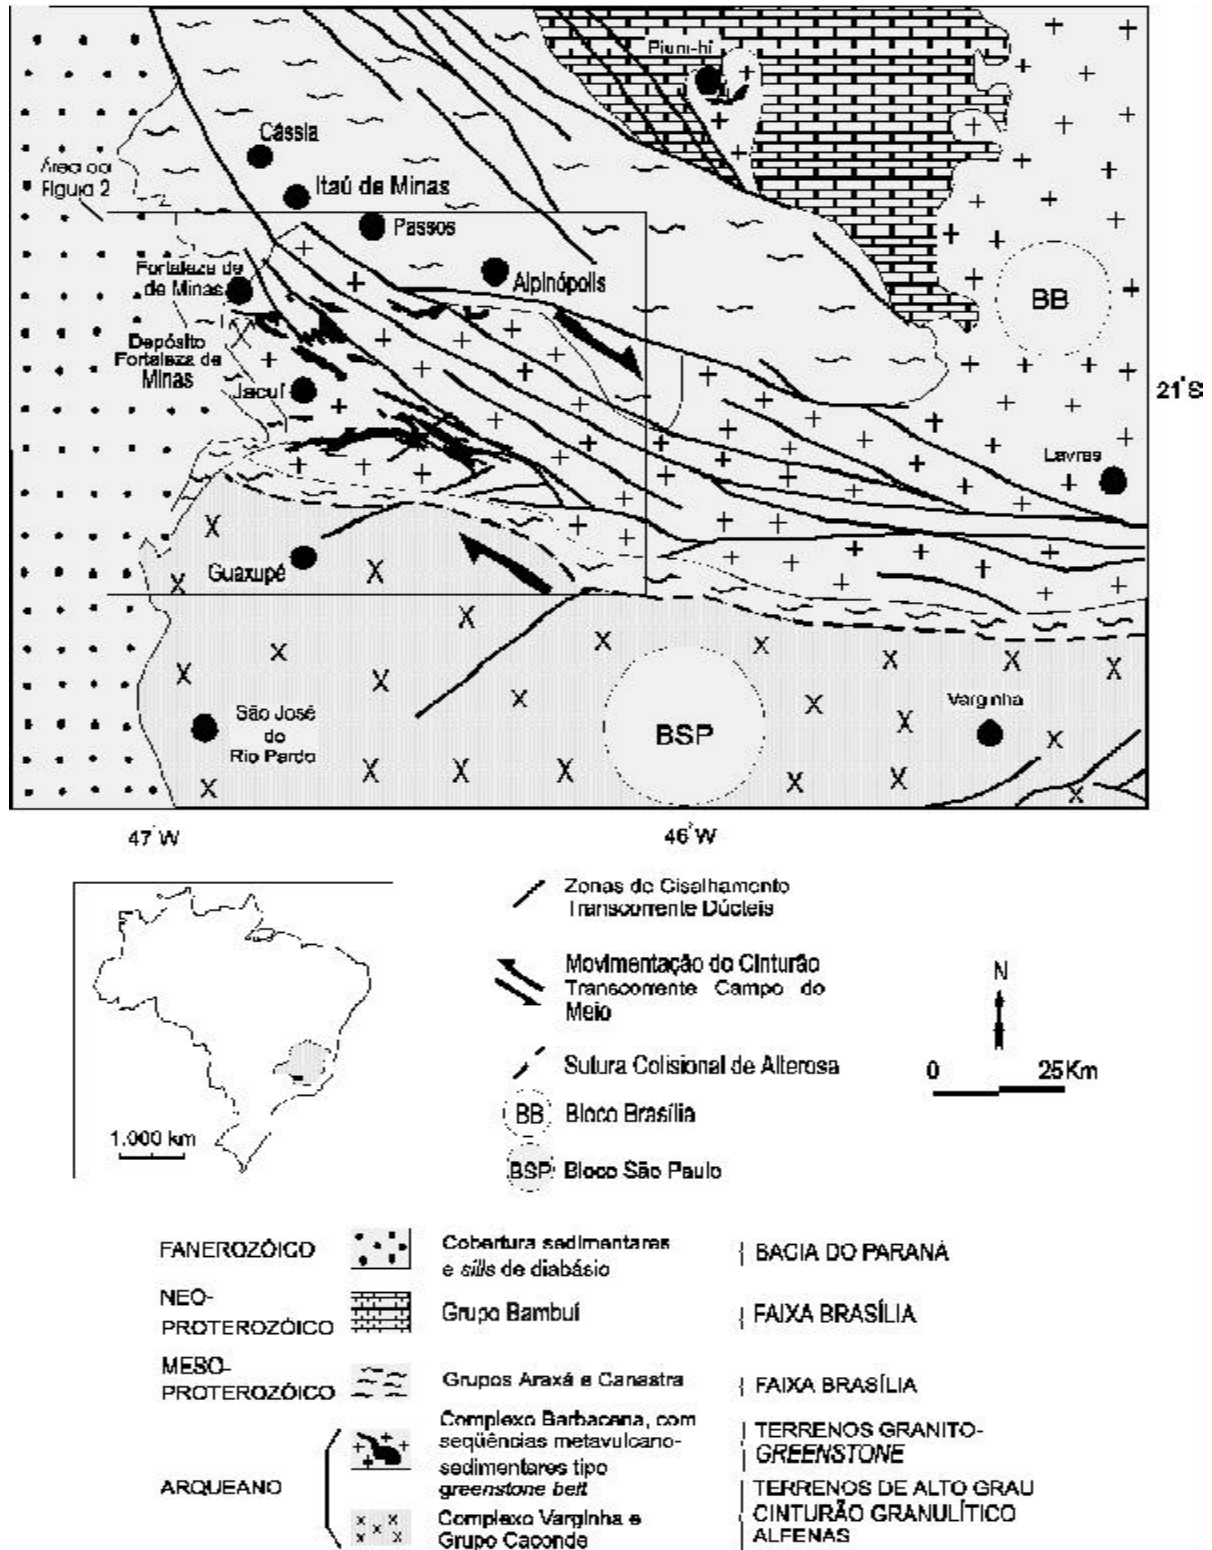 Pium-hi
Cássia
Área da
Figura 2
Itaú de Minas
Passos
Fortaleza de
de Minas
Alpinópolis
BB
Depósito
Fortaleza de
Minas
Jacuí
21°S
Lavras
Guaxupé
São José
do
Rio Pardo
BSP
Varginha
47°W
46°W
Zonas de Cisalhamento
Transcorrente Dúcteis
Movimentação do Cinturão
Transcorrente Campo do
Meio
N
Sutura Colisional de Alterosa
0 25Km
BB Bloco Brasília
1.000 km
BSP Bloco São Paulo
FANEROZÓICO
Cobertura sedimentares
e sills de diabásio
BACIA DO PARANÁ
NEO-
PROTEROZÓICO
Grupo Bambuí
FAIXA BRASÍLIA
MESO-
PROTEROZÓICO
Grupos Araxá e Canastra
FAIXA BRASÍLIA
ARQUEANO
Complexo Barbacena, com
seqüências metavulcano-
sedimentares tipo
greenstone belt
TERRENOS GRANITO-
GREENSTONE
Complexo Varginha e
Grupo Caconde
TERRENOS DE ALTO GRAU
CINTURÃO GRANULÍTICO
ALFENAS